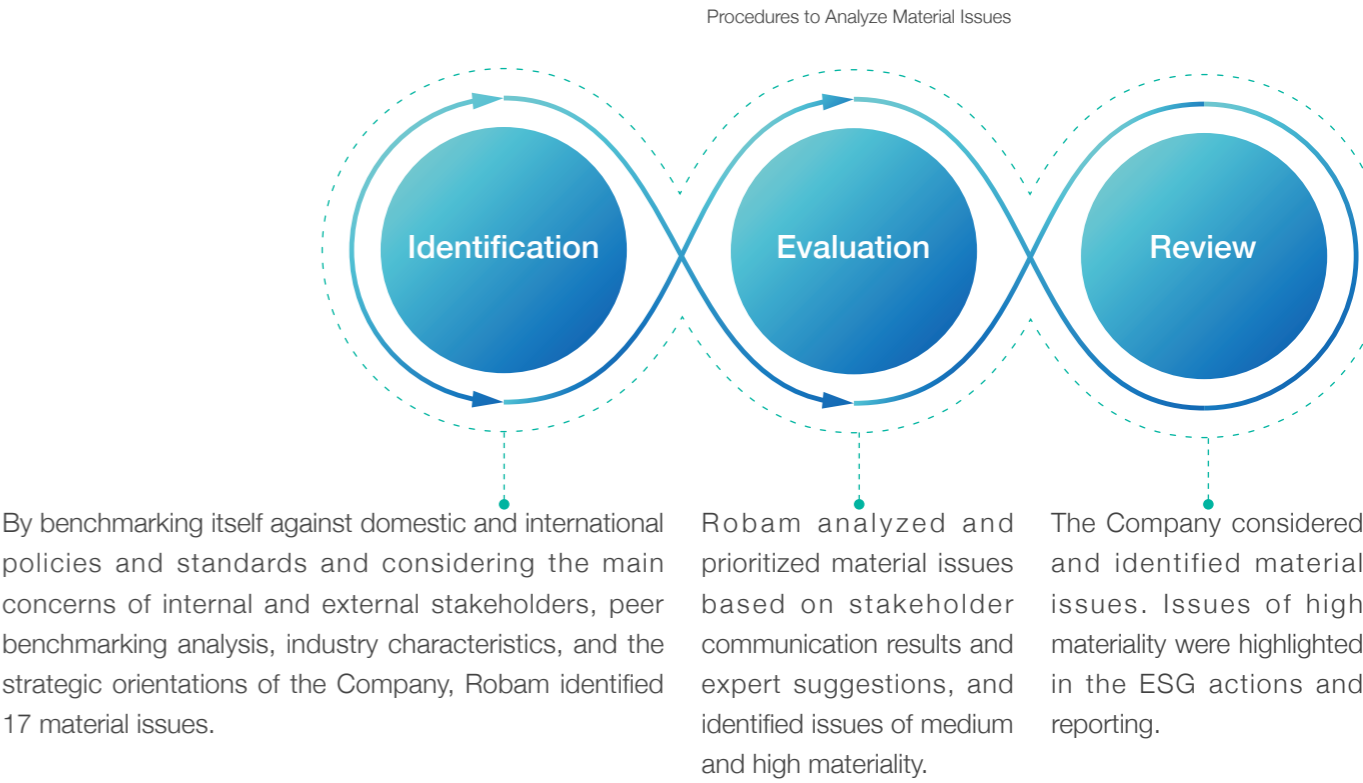 Procedures to Analyze Material Issues
Identification
Evaluation
Review
By benchmarking itself against domestic and international
policies and standards and considering the main
concerns of internal and external stakeholders, peer
benchmarking analysis, industry characteristics, and the
strategic orientations of the Company, Robam identified
17 material issues.
Robam analyzed and
prioritized material issues
based on stakeholder
communication results and
expert suggestions, and
identified issues of medium
and high materiality.
The Company considered
and identified material
issues. Issues of high
materiality were highlighted
in the ESG actions and
reporting.